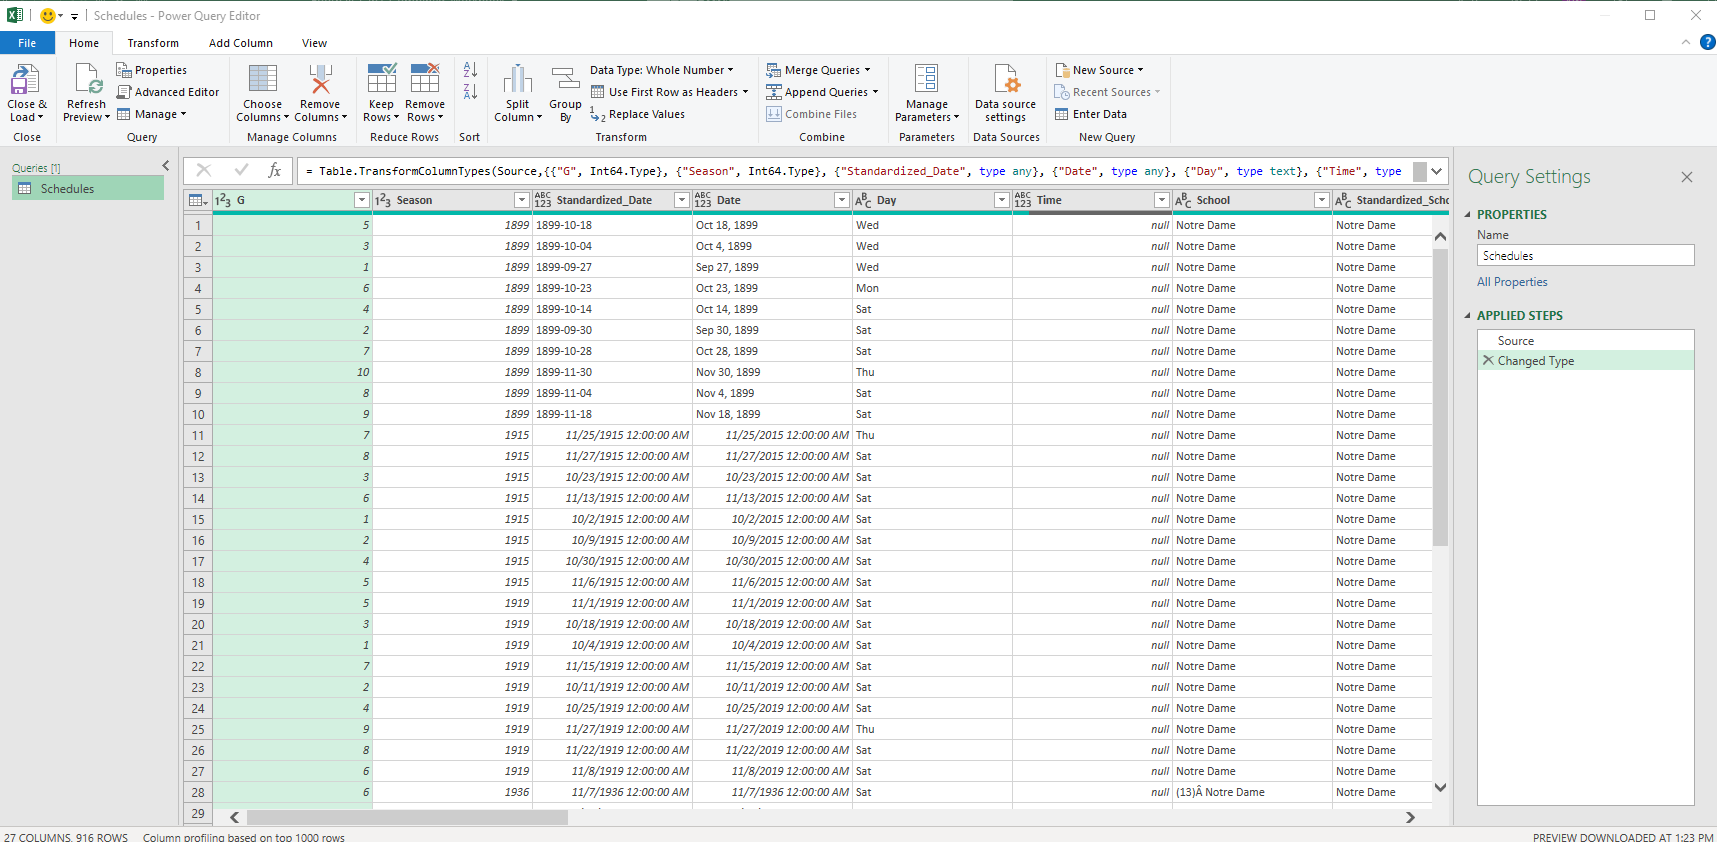 Schedules - Power Query Editor
File Home Transform Add Column View
Close & Load
Close
Refresh Preview
Properties
Advanced Editor
Manage
Query
Choose Columns
Remove Columns
Manage Columns
Keep Rows
Remove Rows
Reduce Rows
A Z
Z A
Sort
Split Column
Group By
Data Type: Whole Number
Use First Row as Headers
1 2 Replace Values
Transform
Merge Queries
Append Queries
Combine Files
Combine
Manage Parameters
Parameters
Data source settings
Data Sources
New Source
Recent Sources
Enter Data
New Query
Queries [1]
Schedules
fx = Table.TransformColumnTypes(Source,{{"G", Int64.Type}, {"Season", Int64.Type}, {"Standardized_Date", type any}, {"Date", type any}, {"Day", type text}, {"Time", type
123 G 123 Season ABC 123 Standardized_Date ABC 123 Date ABC Day ABC 123 Time ABC School ABC Standardized_Scho
1 5 1899 1899-10-18 Oct 18, 1899 Wed null Notre Dame Notre Dame
2 3 1899 1899-10-04 Oct 4, 1899 Wed null Notre Dame Notre Dame
3 1 1899 1899-09-27 Sep 27, 1899 Wed null Notre Dame Notre Dame
4 6 1899 1899-10-23 Oct 23, 1899 Mon null Notre Dame Notre Dame
5 4 1899 1899-10-14 Oct 14, 1899 Sat null Notre Dame Notre Dame
6 2 1899 1899-09-30 Sep 30, 1899 Sat null Notre Dame Notre Dame
7 7 1899 1899-10-28 Oct 28, 1899 Sat null Notre Dame Notre Dame
8 10 1899 1899-11-30 Nov 30, 1899 Thu null Notre Dame Notre Dame
9 8 1899 1899-11-04 Nov 4, 1899 Sat null Notre Dame Notre Dame
10 9 1899 1899-11-18 Nov 18, 1899 Sat null Notre Dame Notre Dame
11 7 1915 11/25/1915 12:00:00 AM 11/25/2015 12:00:00 AM Thu null Notre Dame Notre Dame
12 8 1915 11/27/1915 12:00:00 AM 11/27/2015 12:00:00 AM Sat null Notre Dame Notre Dame
13 3 1915 10/23/1915 12:00:00 AM 10/23/2015 12:00:00 AM Sat null Notre Dame Notre Dame
14 6 1915 11/13/1915 12:00:00 AM 11/13/2015 12:00:00 AM Sat null Notre Dame Notre Dame
15 1 1915 10/2/1915 12:00:00 AM 10/2/2015 12:00:00 AM Sat null Notre Dame Notre Dame
16 2 1915 10/9/1915 12:00:00 AM 10/9/2015 12:00:00 AM Sat null Notre Dame Notre Dame
17 4 1915 10/30/1915 12:00:00 AM 10/30/2015 12:00:00 AM Sat null Notre Dame Notre Dame
18 5 1915 11/6/1915 12:00:00 AM 11/6/2015 12:00:00 AM Sat null Notre Dame Notre Dame
19 5 1919 11/1/1919 12:00:00 AM 11/1/2019 12:00:00 AM Sat null Notre Dame Notre Dame
20 3 1919 10/18/1919 12:00:00 AM 10/18/2019 12:00:00 AM Sat null Notre Dame Notre Dame
21 1 1919 10/4/1919 12:00:00 AM 10/4/2019 12:00:00 AM Sat null Notre Dame Notre Dame
22 7 1919 11/15/1919 12:00:00 AM 11/15/2019 12:00:00 AM Sat null Notre Dame Notre Dame
23 2 1919 10/11/1919 12:00:00 AM 10/11/2019 12:00:00 AM Sat null Notre Dame Notre Dame
24 4 1919 10/25/1919 12:00:00 AM 10/25/2019 12:00:00 AM Sat null Notre Dame Notre Dame
25 9 1919 11/27/1919 12:00:00 AM 11/27/2019 12:00:00 AM Thu null Notre Dame Notre Dame
26 8 1919 11/22/1919 12:00:00 AM 11/22/2019 12:00:00 AM Sat null Notre Dame Notre Dame
27 6 1919 11/8/1919 12:00:00 AM 11/8/2019 12:00:00 AM Sat null Notre Dame Notre Dame
28 6 1936 11/7/1936 12:00:00 AM 11/7/1936 12:00:00 AM Sat null (13)Â Notre Dame Notre Dame
29
Query Settings
PROPERTIES
Name
Schedules
All Properties
APPLIED STEPS
Source
Changed Type
27 COLUMNS, 916 ROWS Column profiling based on top 1000 rows PREVIEW DOWNLOADED AT 1:23 PM